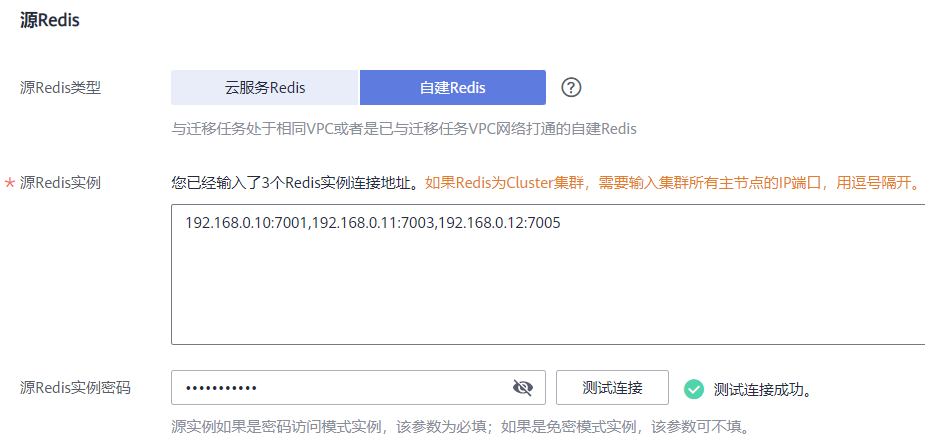 源Redis
源Redis类型
云服务Redis
自建Redis
与迁移任务处于相同VPC或者是已与迁移任务VPC网络打通的自建Redis
* 源Redis实例
您已经输入了3个Redis实例连接地址。如果Redis为Cluster集群，需要输入集群所有主节点的IP端口，用逗号隔开。
192.168.0.10:7001,192.168.0.11:7003,192.168.0.12:7005
源Redis实例密码
•••••••••••
测试连接
测试连接成功。
源实例如果是密码访问模式实例，该参数为必填；如果是免密模式实例，该参数可不填。